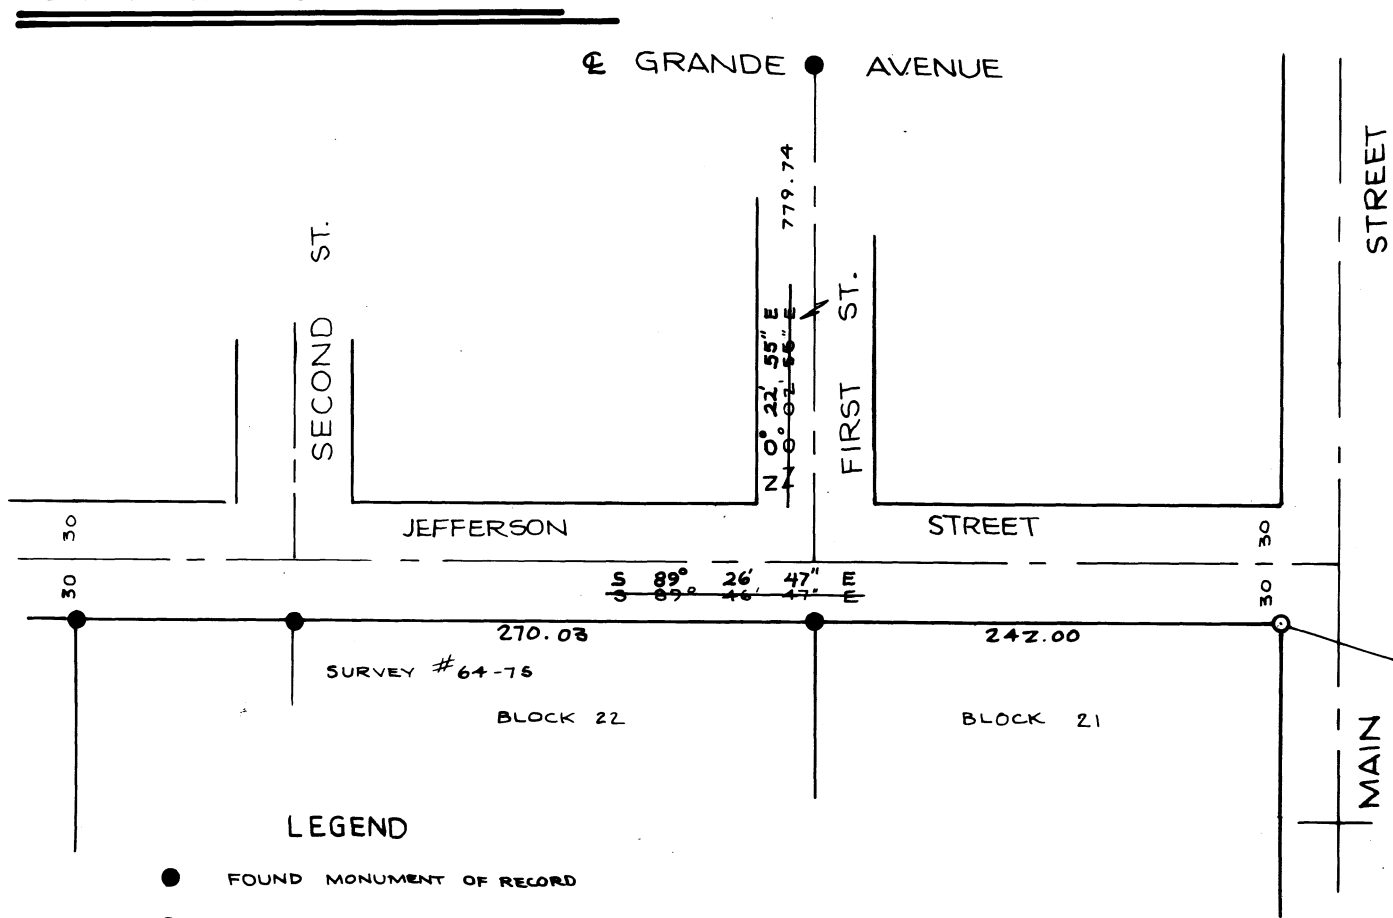 ℄ GRANDE AVENUE
STREET
779.74
SECOND ST.
N 0° 22' 55" E
N 0° 02' 56" E
FIRST ST.
JEFFERSON STREET
30
30
30
30
S 89° 26' 47" E
S 89° 46' 47" E
270.03
242.00
SURVEY #64-75
BLOCK 22
BLOCK 21
MAIN
LEGEND
● FOUND MONUMENT OF RECORD